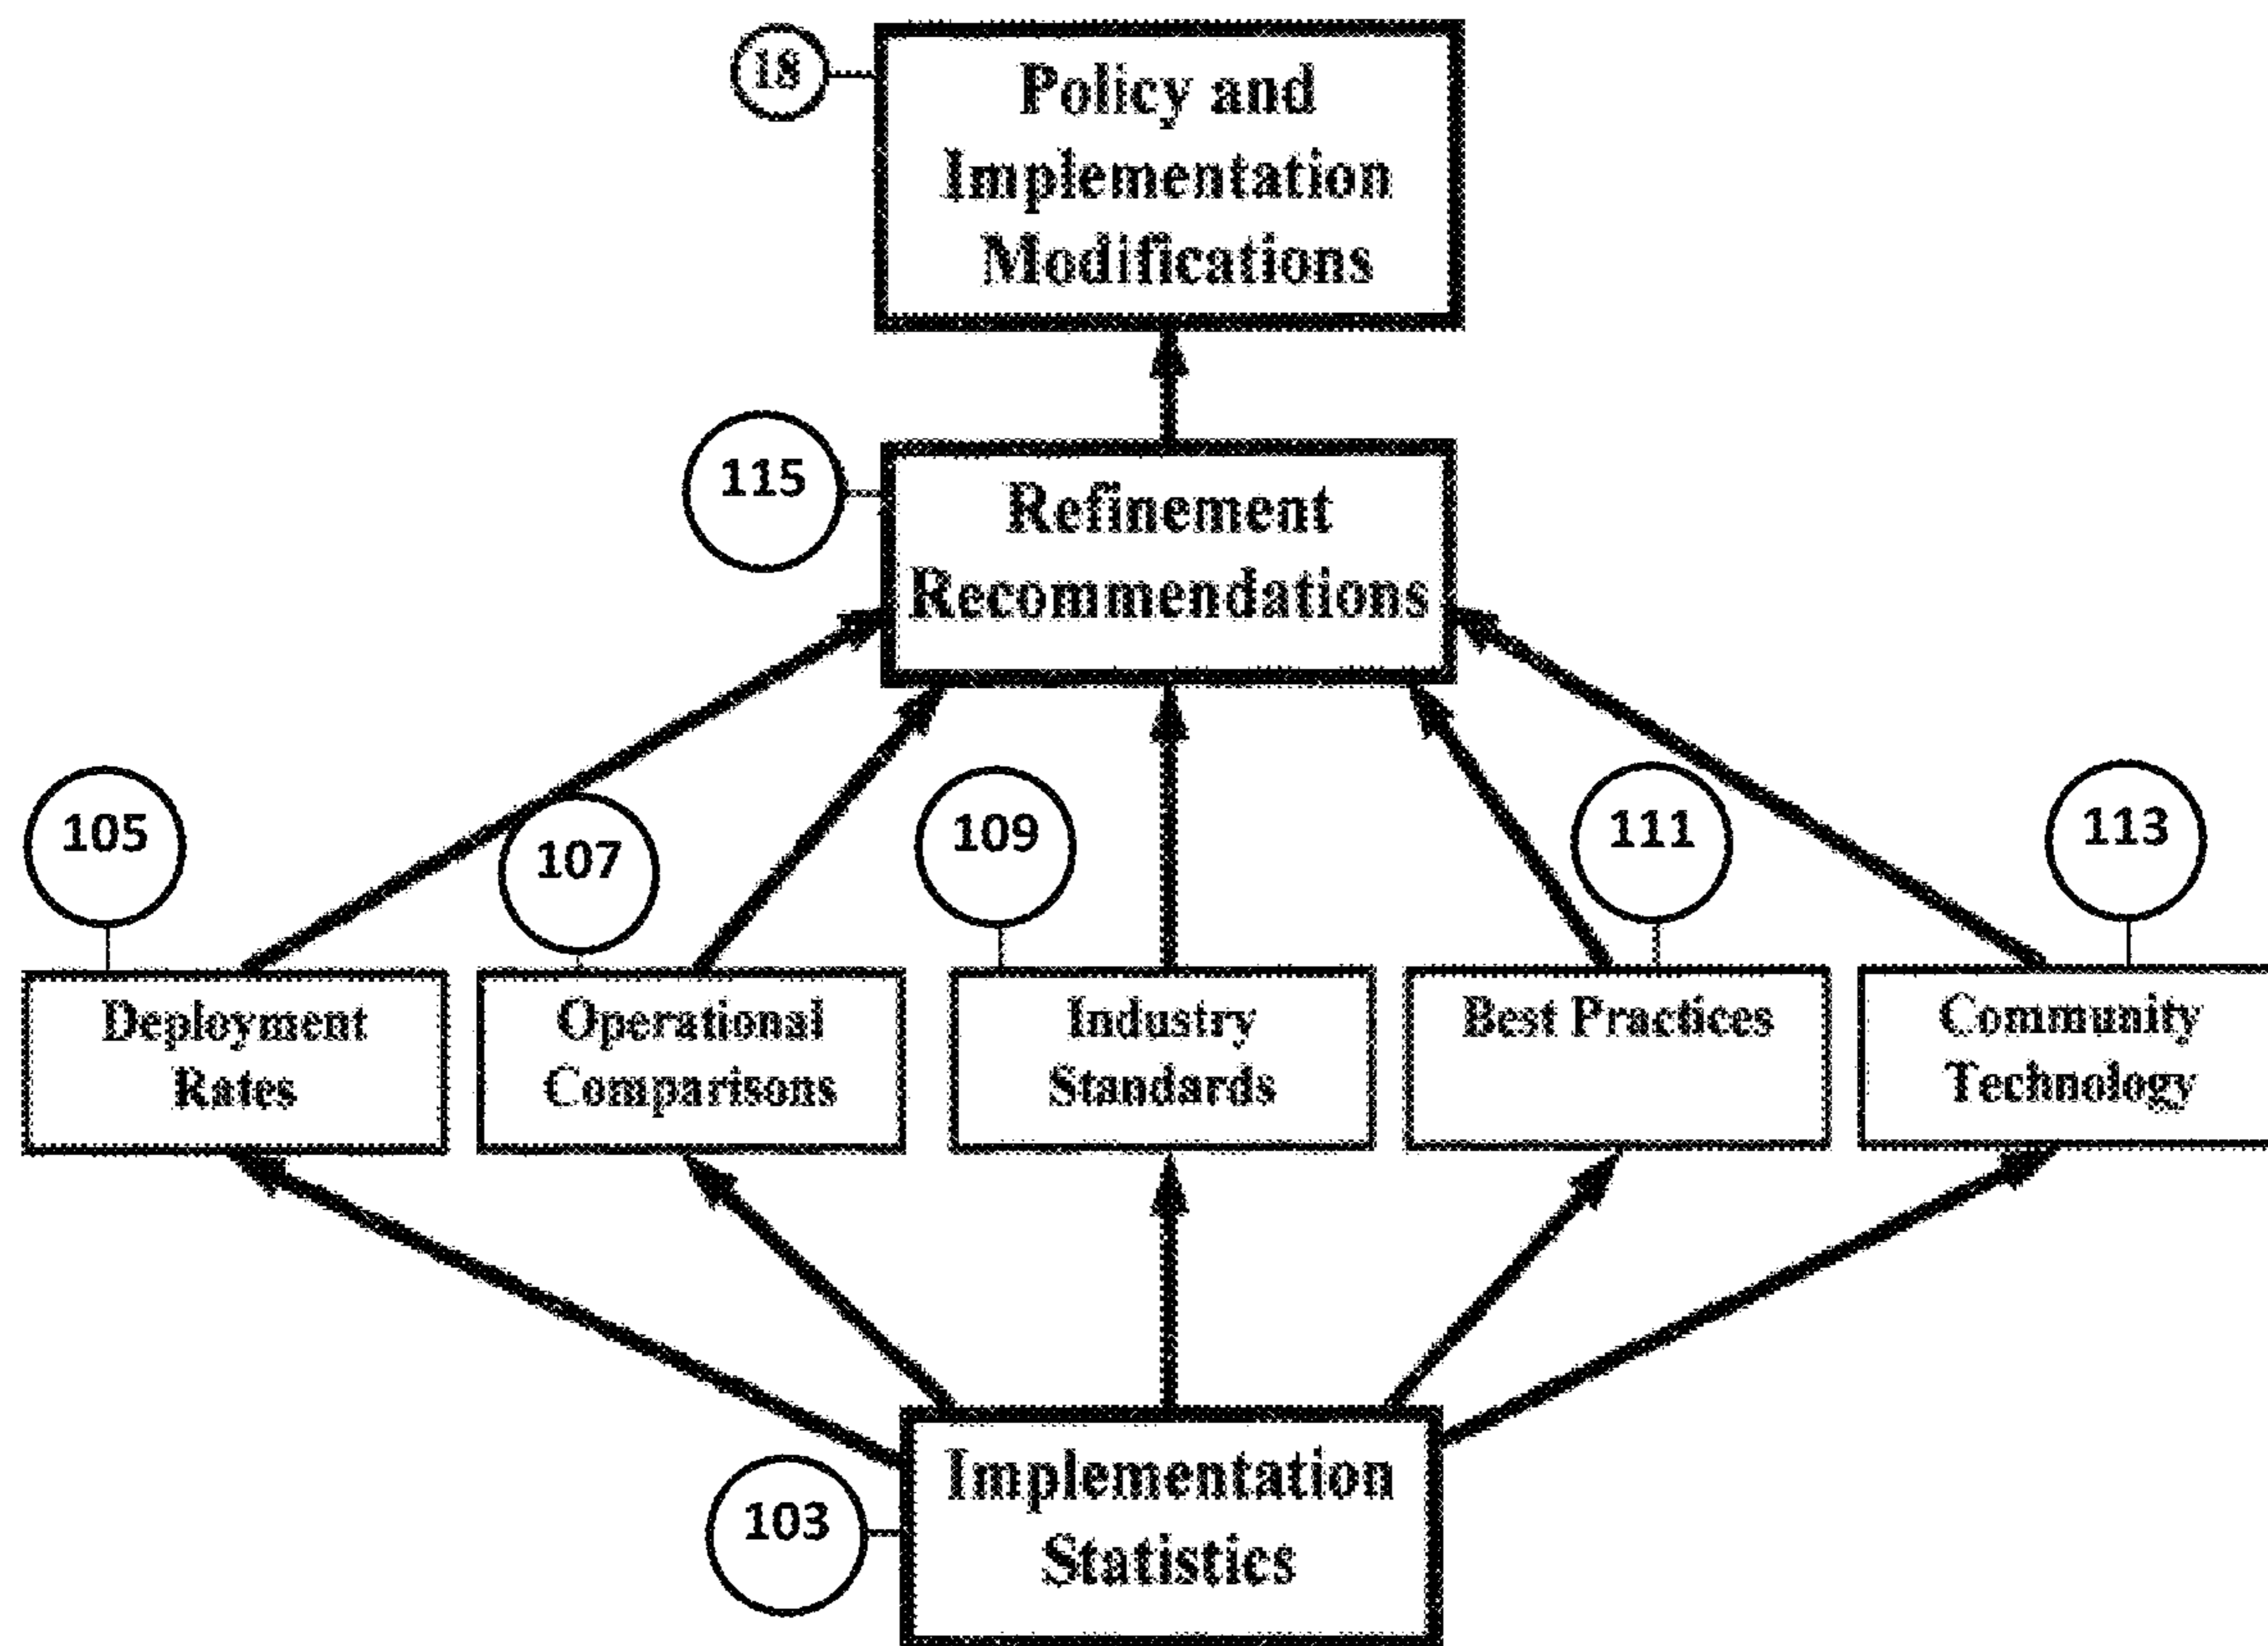 18
Policy and
Implementation
Modifications
115
Refinement
Recommendations
105
107
109
111
113
Deployment
Rates
Operational
Comparisons
Industry
Standards
Best Practices
Community
Technology
103
Implementation
Statistics